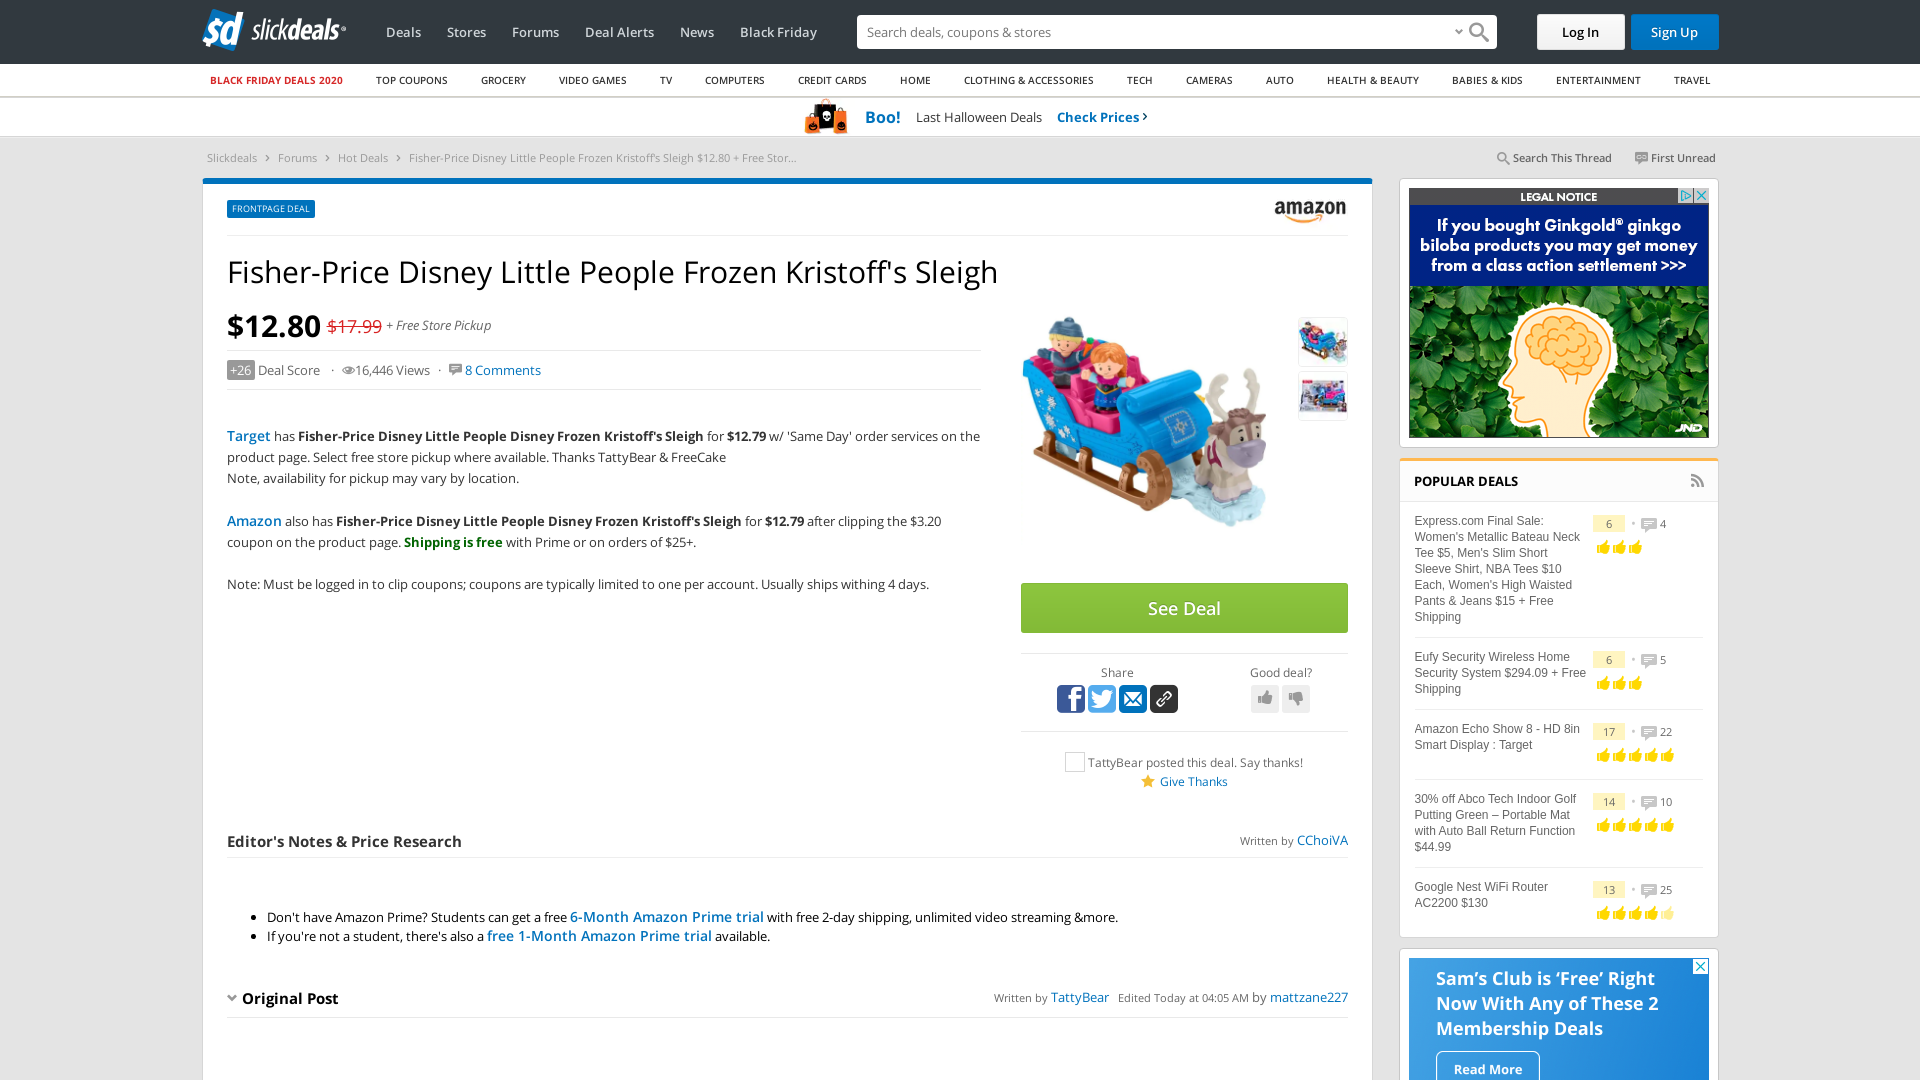 sd slickdeals®
Deals Stores Forums Deal Alerts News Black Friday Search deals, coupons & stores Log In Sign Up
BLACK FRIDAY DEALS 2020 TOP COUPONS GROCERY VIDEO GAMES TV COMPUTERS CREDIT CARDS HOME CLOTHING & ACCESSORIES TECH CAMERAS AUTO HEALTH & BEAUTY BABIES & KIDS ENTERTAINMENT TRAVEL
Boo! Last Halloween Deals Check Prices
Slickdeals Forums Hot Deals Fisher-Price Disney Little People Frozen Kristoff's Sleigh $12.80 + Free Stor... Search This Thread First Unread
FRONTPAGE DEAL
amazon
Fisher-Price Disney Little People Frozen Kristoff's Sleigh
$12.80 $17.99 + Free Store Pickup
+26 Deal Score · 16,446 Views · 8 Comments
Target has Fisher-Price Disney Little People Disney Frozen Kristoff's Sleigh for $12.79 w/ 'Same Day' order services on the
product page. Select free store pickup where available. Thanks TattyBear & FreeCake
Note, availability for pickup may vary by location.
Amazon also has Fisher-Price Disney Little People Disney Frozen Kristoff's Sleigh for $12.79 after clipping the $3.20
coupon on the product page. Shipping is free with Prime or on orders of $25+.
Note: Must be logged in to clip coupons; coupons are typically limited to one per account. Usually ships withing 4 days.
See Deal
Share
Good deal?
TattyBear posted this deal. Say thanks!
Give Thanks
Editor's Notes & Price Research
Written by CChoiVA
• Don't have Amazon Prime? Students can get a free 6-Month Amazon Prime trial with free 2-day shipping, unlimited video streaming &more.
• If you're not a student, there's also a free 1-Month Amazon Prime trial available.
Original Post
Written by TattyBear Edited Today at 04:05 AM by mattzane227
LEGAL NOTICE
If you bought Ginkgold® ginkgo
biloba products you may get money
from a class action settlement >>>
JND
POPULAR DEALS
Express.com Final Sale:
Women's Metallic Bateau Neck
Tee $5, Men's Slim Short
Sleeve Shirt, NBA Tees $10
Each, Women's High Waisted
Pants & Jeans $15 + Free
Shipping
6 • 4
Eufy Security Wireless Home
Security System $294.09 + Free
Shipping
6 • 5
Amazon Echo Show 8 - HD 8in
Smart Display : Target
17 • 22
30% off Abco Tech Indoor Golf
Putting Green – Portable Mat
with Auto Ball Return Function
$44.99
14 • 10
Google Nest WiFi Router
AC2200 $130
13 • 25
Sam's Club is ‘Free’ Right
Now With Any of These 2
Membership Deals
Read More